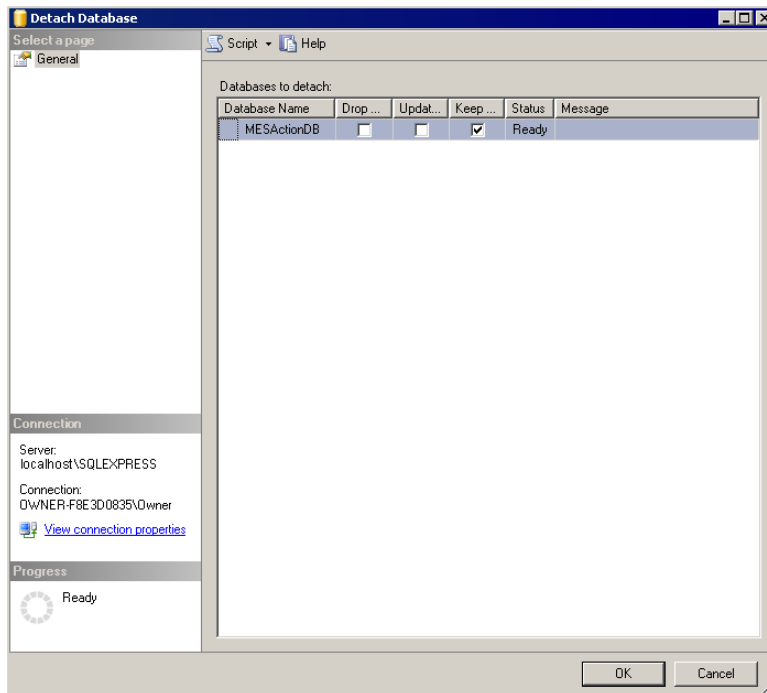 Detach Database
Select a page
General
Script Help
Databases to detach:
Database Name Drop ... Updat... Keep ... Status Message
MESActionDB Ready
Connection
Server:
localhost\SQLEXPRESS
Connection:
OWNER-F8E3D0835\Owner
View connection properties
Progress
Ready
OK Cancel